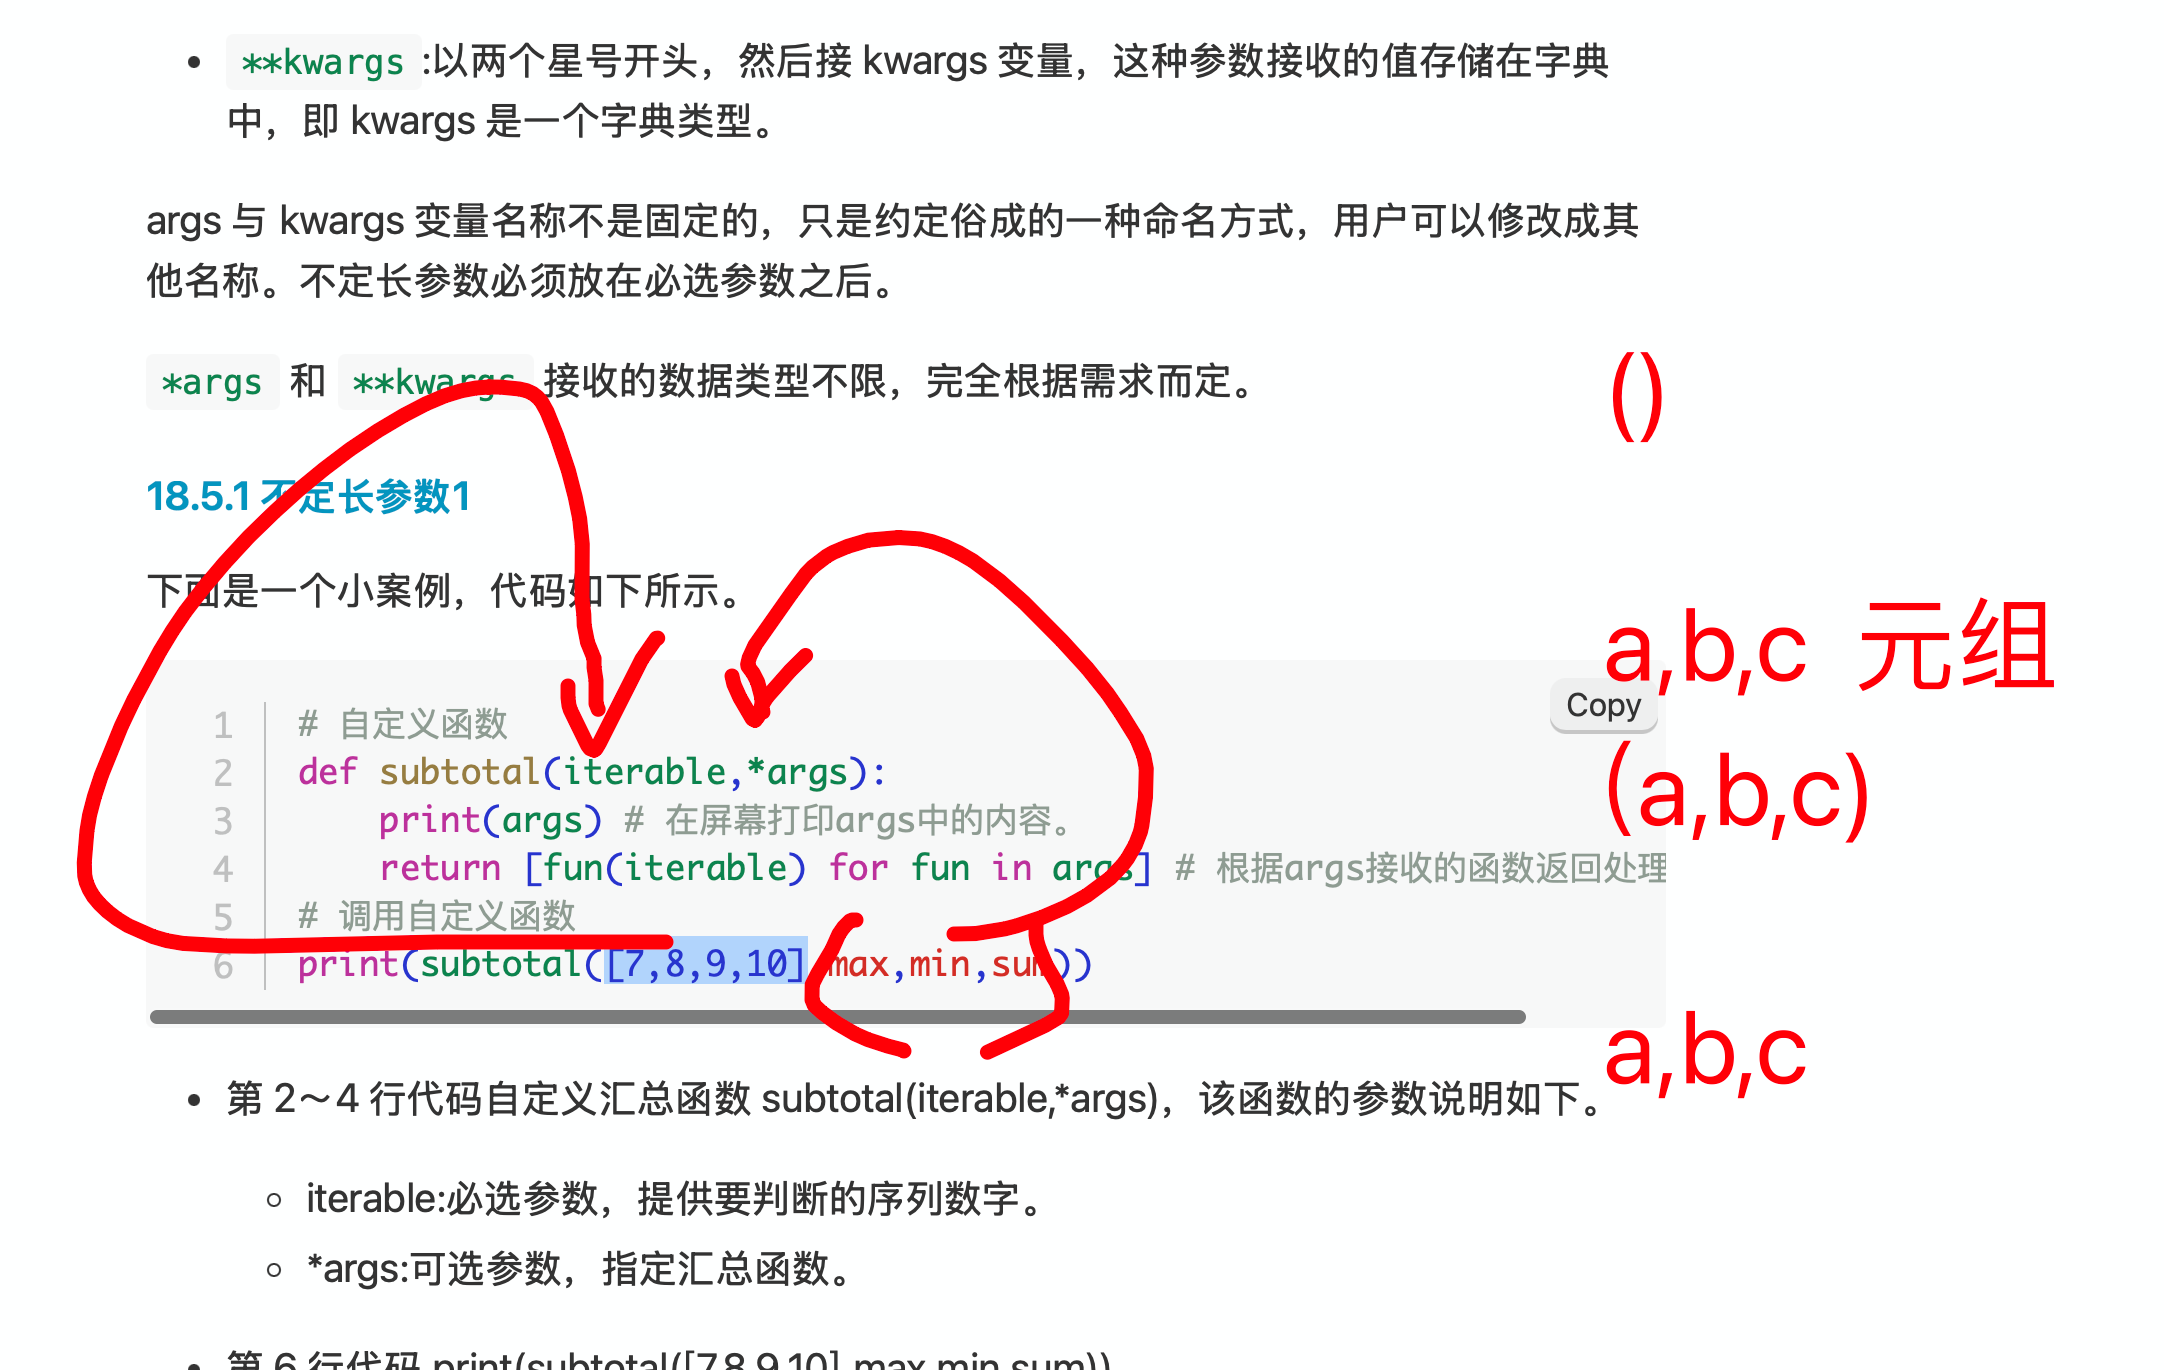 **kwargs :以两个星号开头，然后接 kwargs 变量，这种参数接收的值存储在字典
中，即 kwargs 是一个字典类型。
args 与 kwargs 变量名称不是固定的，只是约定俗成的一种命名方式，用户可以修改成其
他名称。不定长参数必须放在必选参数之后。
*args 和 **kwargs 接收的数据类型不限，完全根据需求而定。
()
18.5.1 不定长参数1
下面是一个小案例，代码如下所示。
a,b,c 元组
Copy
1 # 自定义函数
2 def subtotal(iterable,*args):
(a,b,c)
3 print(args) # 在屏幕打印args中的内容。
4 return [fun(iterable) for fun in args] # 根据args接收的函数返回处理
5 # 调用自定义函数
6 print(subtotal([7,8,9,10],max,min,sum))
a,b,c
第 2～4 行代码自定义汇总函数 subtotal(iterable,*args)，该函数的参数说明如下。
iterable:必选参数，提供要判断的序列数字。
*args:可选参数，指定汇总函数。
第 6 行代码 print(subtotal([7,8,9,10],max,min,sum))